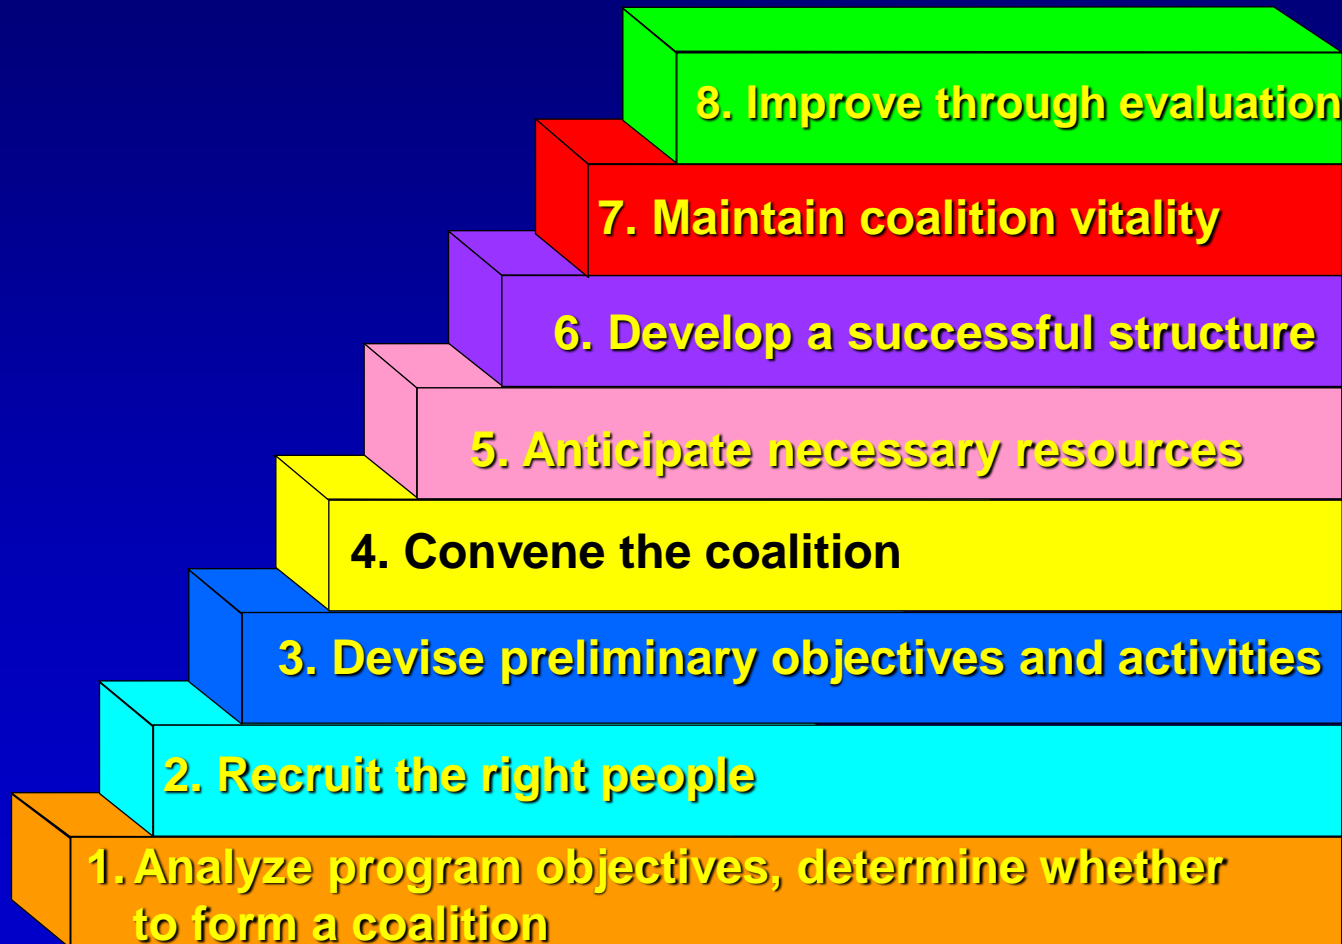 8. Improve through evaluation
7. Maintain coalition vitality
6. Develop a successful structure
5. Anticipate necessary resources
4. Convene the coalition
3. Devise preliminary objectives and activities
2. Recruit the right people
1. Analyze program objectives, determine whether
to form a coalition